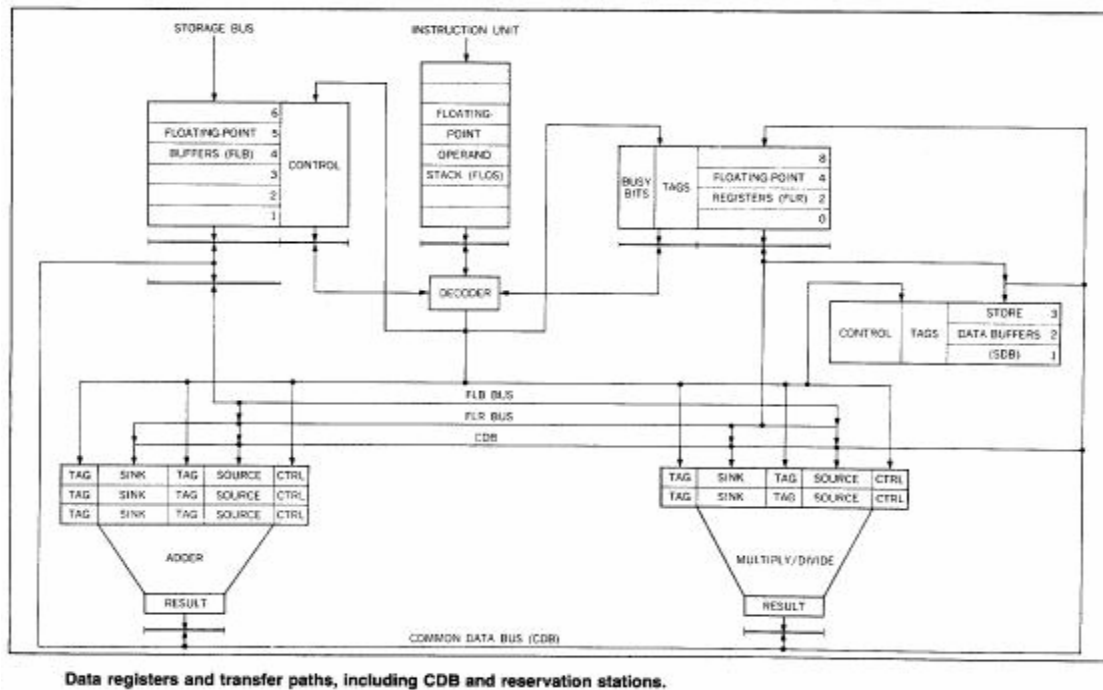 STORAGE BUS
INSTRUCTION UNIT
6
FLOATING-POINT 5
BUFFERS (FLB) 4
3
2
1
CONTROL
FLOATING-
POINT
OPERAND
STACK (FLOS)
BUSY
BITS
TAGS
8
FLOATING-POINT 4
REGISTERS (FLR) 2
0
DECODER
CONTROL
TAGS
STORE 3
DATA BUFFERS 2
(SDB) 1
FLB BUS
FLR BUS
CDB
TAG SINK TAG SOURCE CTRL
TAG SINK TAG SOURCE CTRL
TAG SINK TAG SOURCE CTRL
ADDER
RESULT
TAG SINK TAG SOURCE CTRL
TAG SINK TAG SOURCE CTRL
MULTIPLY/DIVIDE
RESULT
COMMON DATA BUS (CDB)
Data registers and transfer paths, including CDB and reservation stations.